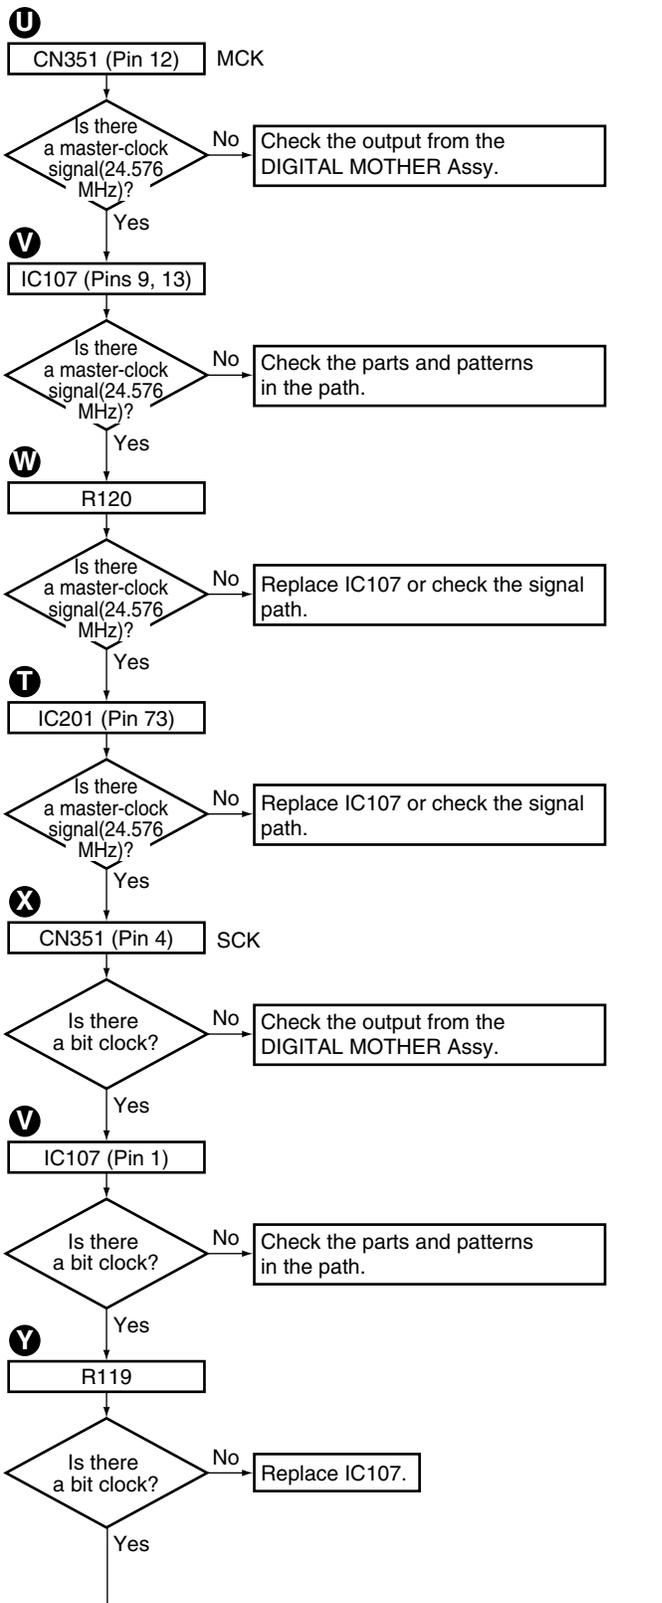 U
CN351 (Pin 12) MCK
Is there
a master-clock
signal(24.576
MHz)?
No
Check the output from the
DIGITAL MOTHER Assy.
Yes
V
IC107 (Pins 9, 13)
Is there
a master-clock
signal(24.576
MHz)?
No
Check the parts and patterns
in the path.
Yes
W
R120
Is there
a master-clock
signal(24.576
MHz)?
No
Replace IC107 or check the signal
path.
Yes
T
IC201 (Pin 73)
Is there
a master-clock
signal(24.576
MHz)?
No
Replace IC107 or check the signal
path.
Yes
X
CN351 (Pin 4) SCK
Is there
a bit clock?
No
Check the output from the
DIGITAL MOTHER Assy.
Yes
V
IC107 (Pin 1)
Is there
a bit clock?
No
Check the parts and patterns
in the path.
Yes
Y
R119
Is there
a bit clock?
No
Replace IC107.
Yes